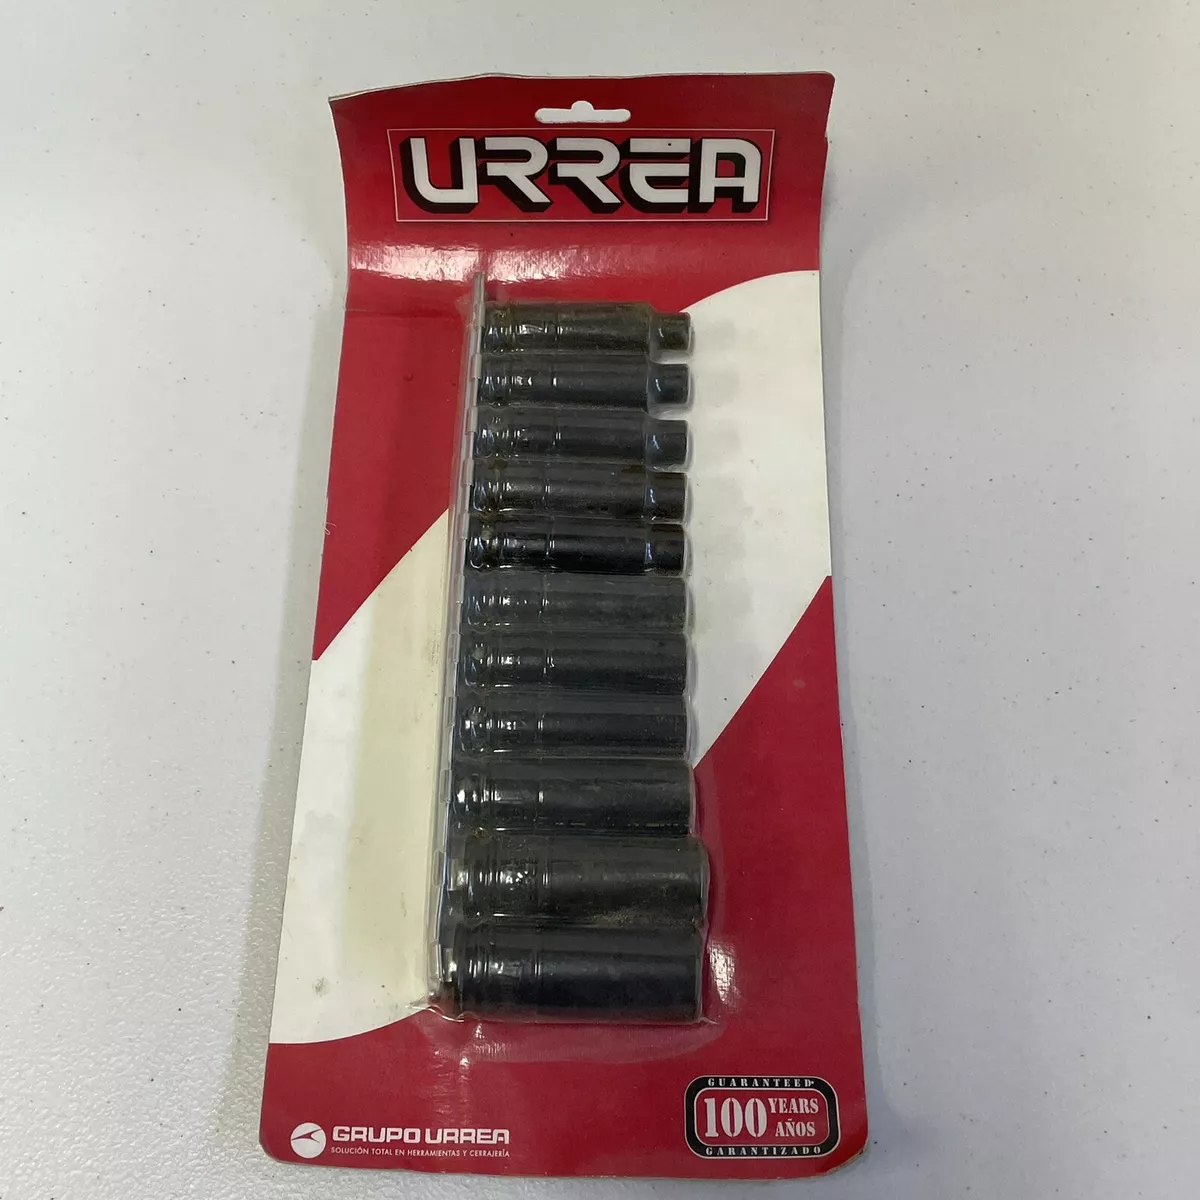 URREA
GRUPO URREA
SOLUCIÓN TOTAL EN HERRAMIENTAS Y CERRAJERÍA
GUARANTEED
100 YEARS
AÑOS
GARANTIZADO